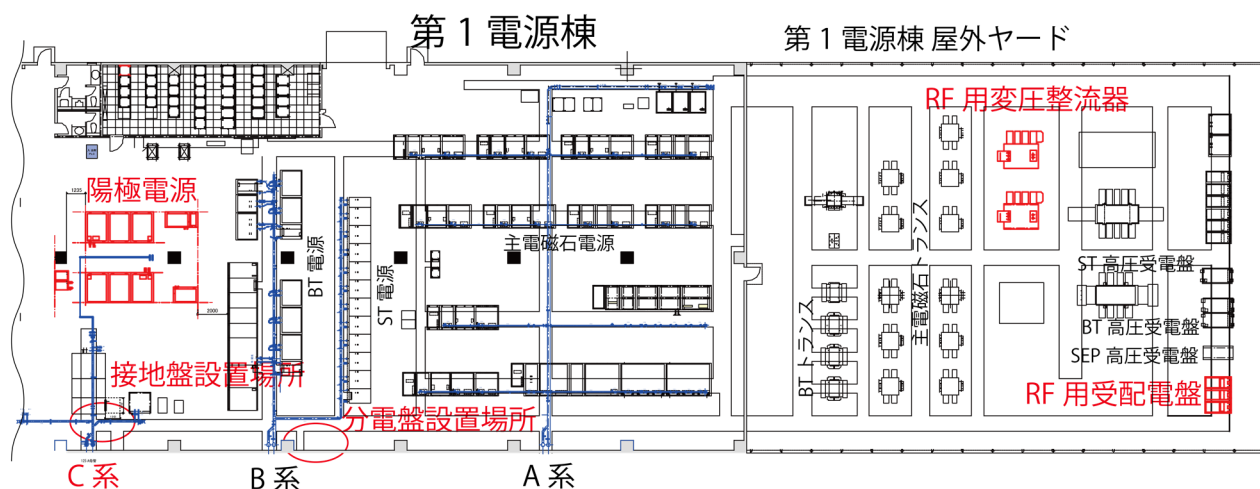 第 1 電源棟
第 1 電源棟 屋外ヤード
RF 用変圧整流器
1235
陽極電源
主電磁石電源
BT 電源
ST 電源
2000
主電磁石トランス
BT トランス
ST 高圧受電盤
BT 高圧受電盤
SEP 高圧受電盤
RF 用受配電盤
接地盤設置場所
分電盤設置場所
C 系
B 系
A 系